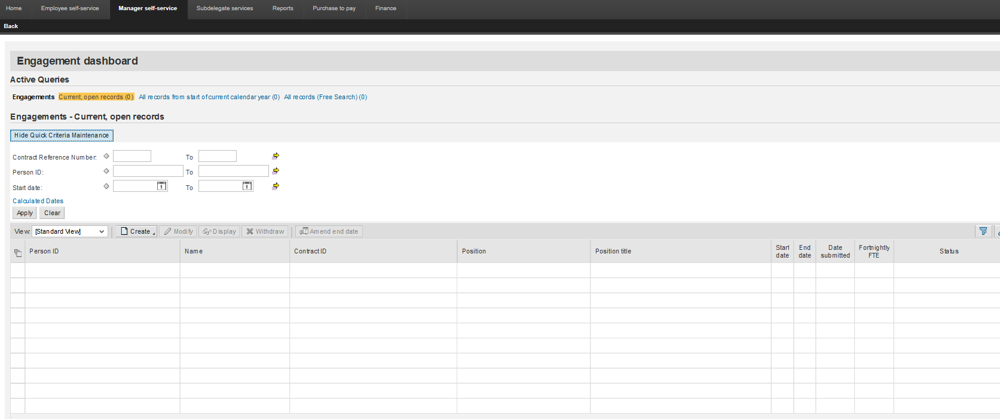 Home Employee self-service Manager self-service Subdelegate services Reports Purchase to pay Finance
Back
Engagement dashboard
Active Queries
Engagements Current, open records (0) All records from start of current calendar year (0) All records (Free Search) (0)
Engagements - Current, open records
Hide Quick Criteria Maintenance
Contract Reference Number: To
Person ID: To
Start date: 1 To 1
Calculated Dates
Apply Clear
View: [Standard View] Create Modify Display Withdraw Amend end date
Person ID Name Contract ID Position Position title Start date End date Date submitted Fortnightly FTE Status